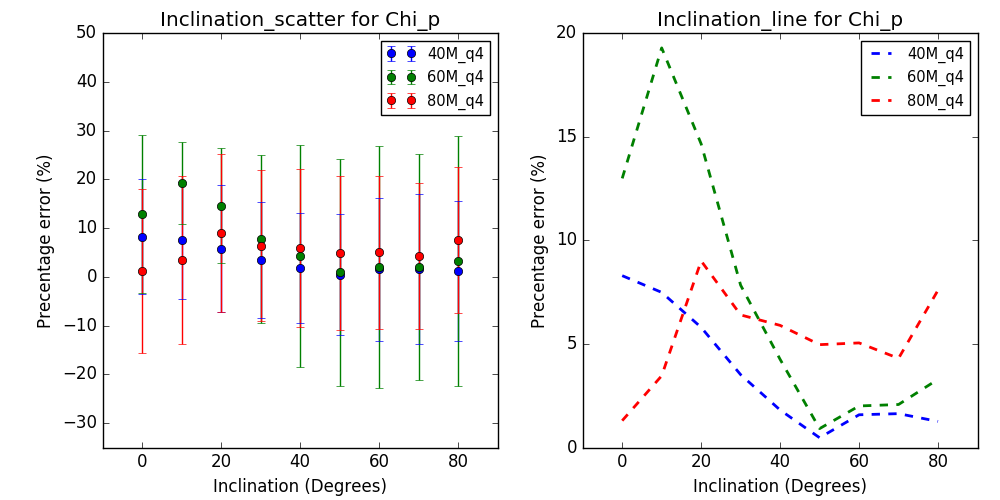 Inclination_scatter for Chi_p
Precentage error (%)
50
40
30
20
10
0
−10
−20
−30
40M_q4
60M_q4
80M_q4
0 20 40 60 80
Inclination (Degrees)
Inclination_line for Chi_p
Precentage error (%)
20
15
10
5
0
40M_q4
60M_q4
80M_q4
0 20 40 60 80
Inclination (Degrees)